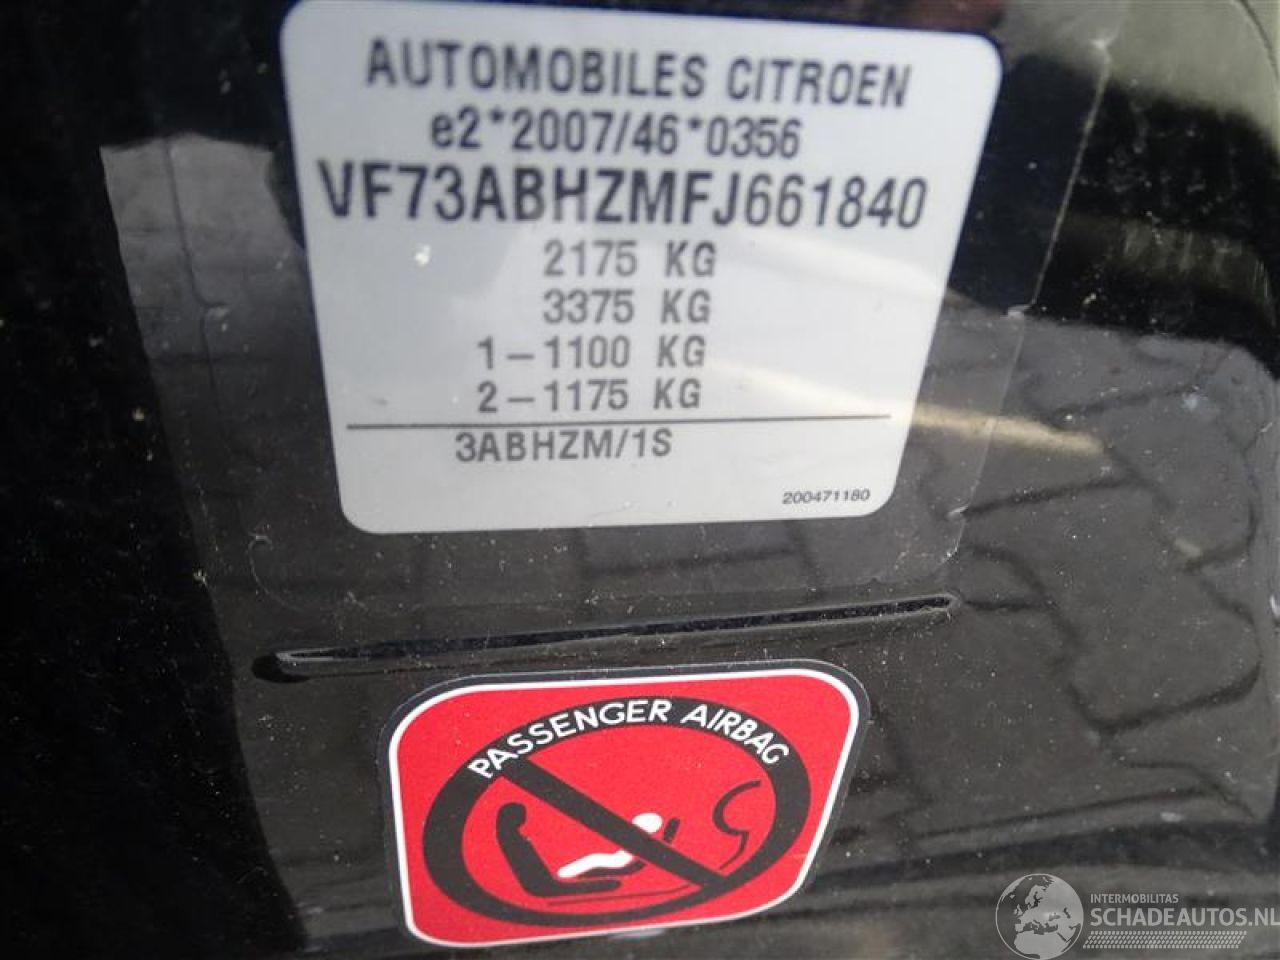 AUTOMOBILES CITROEN
e2*2007/46*0356
VF73ABHZMFJ661840
2175 KG
3375 KG
1-1100 KG
2-1175 KG
3ABHZM/1S
200471180
PASSENGER AIRBAG
INTERMOBILITAS
SCHADEAUTOS.NL